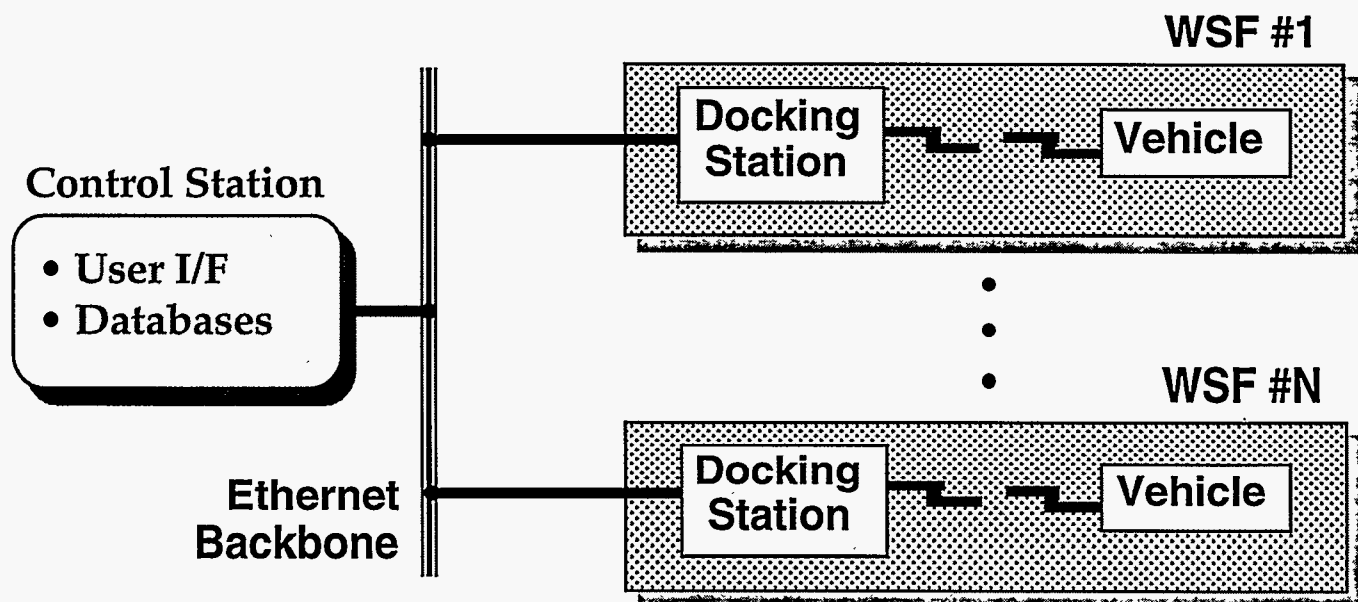 WSF #1
Docking
Station
Vehicle
Control Station
• User I/F
• Databases
WSF #N
Docking
Station
Vehicle
Ethernet
Backbone